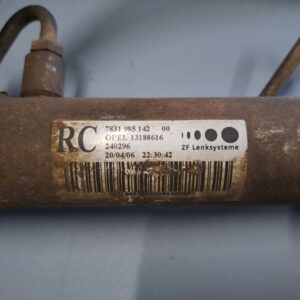 RC
7831 985 142 00
OPEL 13188616
240296
20/04/06 22:30:42
ZF Lenksysteme